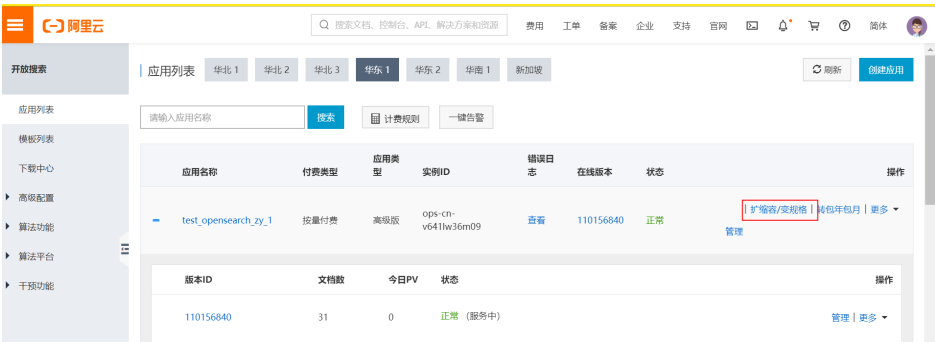 阿里云
搜索文档、控制台、API、解决方案和资源
费用 工单 备案 企业 支持 官网 简体
开放搜索
应用列表
模板列表
下载中心
高级配置
算法功能
算法平台
干预功能
应用列表 华北 1 华北 2 华北 3 华东 1 华东 2 华南 1 新加坡
刷新 创建应用
请输入应用名称 搜索 计费规则 一键告警
应用名称 付费类型 应用类型 实例ID 错误日志 在线版本 状态 操作
test_opensearch_zy_1 按量付费 高级版 ops-cn-v641lw36m09 查看 110156840 正常 | 扩缩容/变规格 | 转包年包月 | 更多
管理
版本ID 文档数 今日PV 状态 操作
110156840 31 0 正常 (服务中) 管理 | 更多